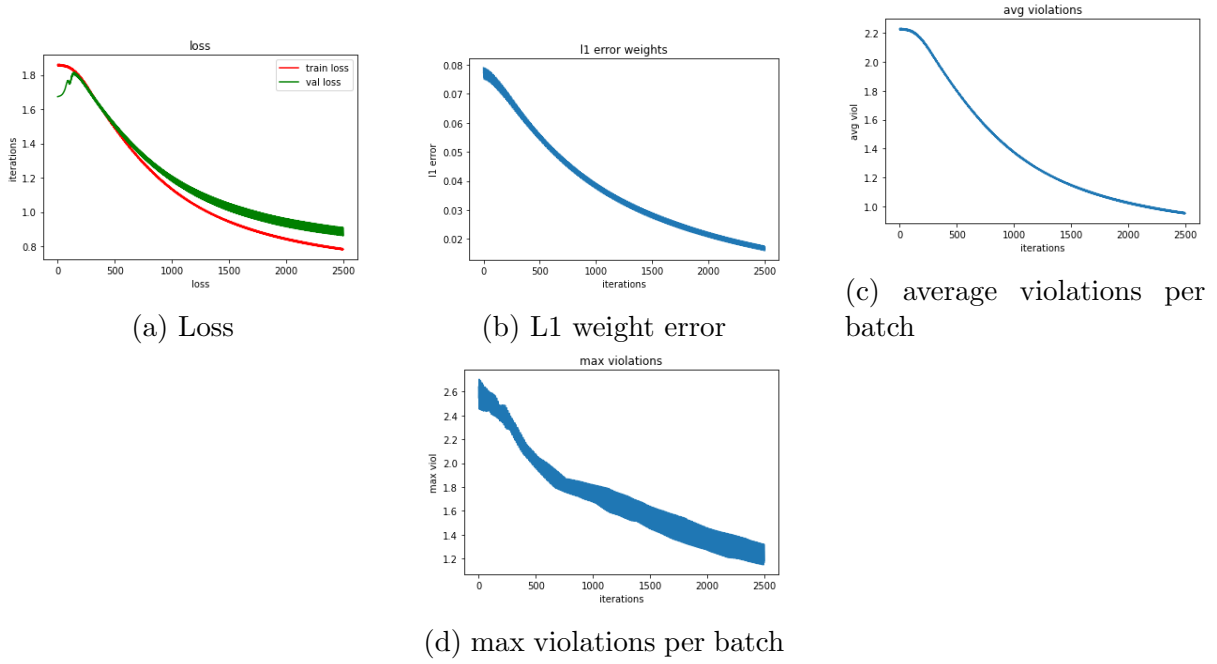 loss
train loss
val loss
iterations
1.8
1.6
1.4
1.2
1.0
0.8
0 500 1000 1500 2000 2500
loss
(a) Loss
l1 error weights
l1 error
0.08
0.07
0.06
0.05
0.04
0.03
0.02
0 500 1000 1500 2000 2500
iterations
(b) L1 weight error
avg violations
avg viol
2.2
2.0
1.8
1.6
1.4
1.2
1.0
0 500 1000 1500 2000 2500
iterations
(c) average violations per
batch
max violations
max viol
2.6
2.4
2.2
2.0
1.8
1.6
1.4
1.2
0 500 1000 1500 2000 2500
iterations
(d) max violations per batch